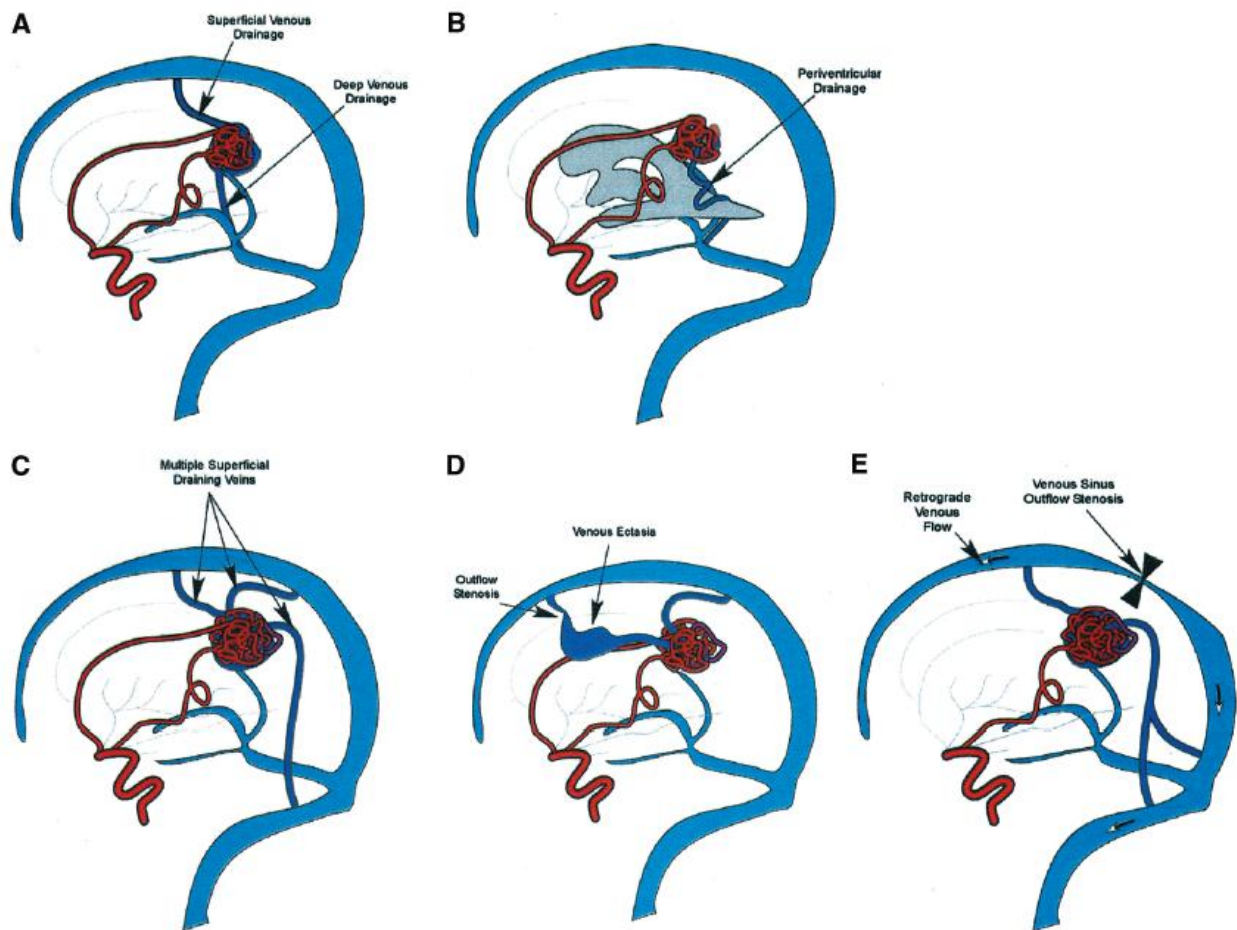 A
Superficial Venous
Drainage
Deep Venous
Drainage
B
Periventricular
Drainage
C
Multiple Superficial
Draining Veins
D
Venous Ectasia
Outflow
Stenosis
E
Retrograde
Venous
Flow
Venous Sinus
Outflow Stenosis